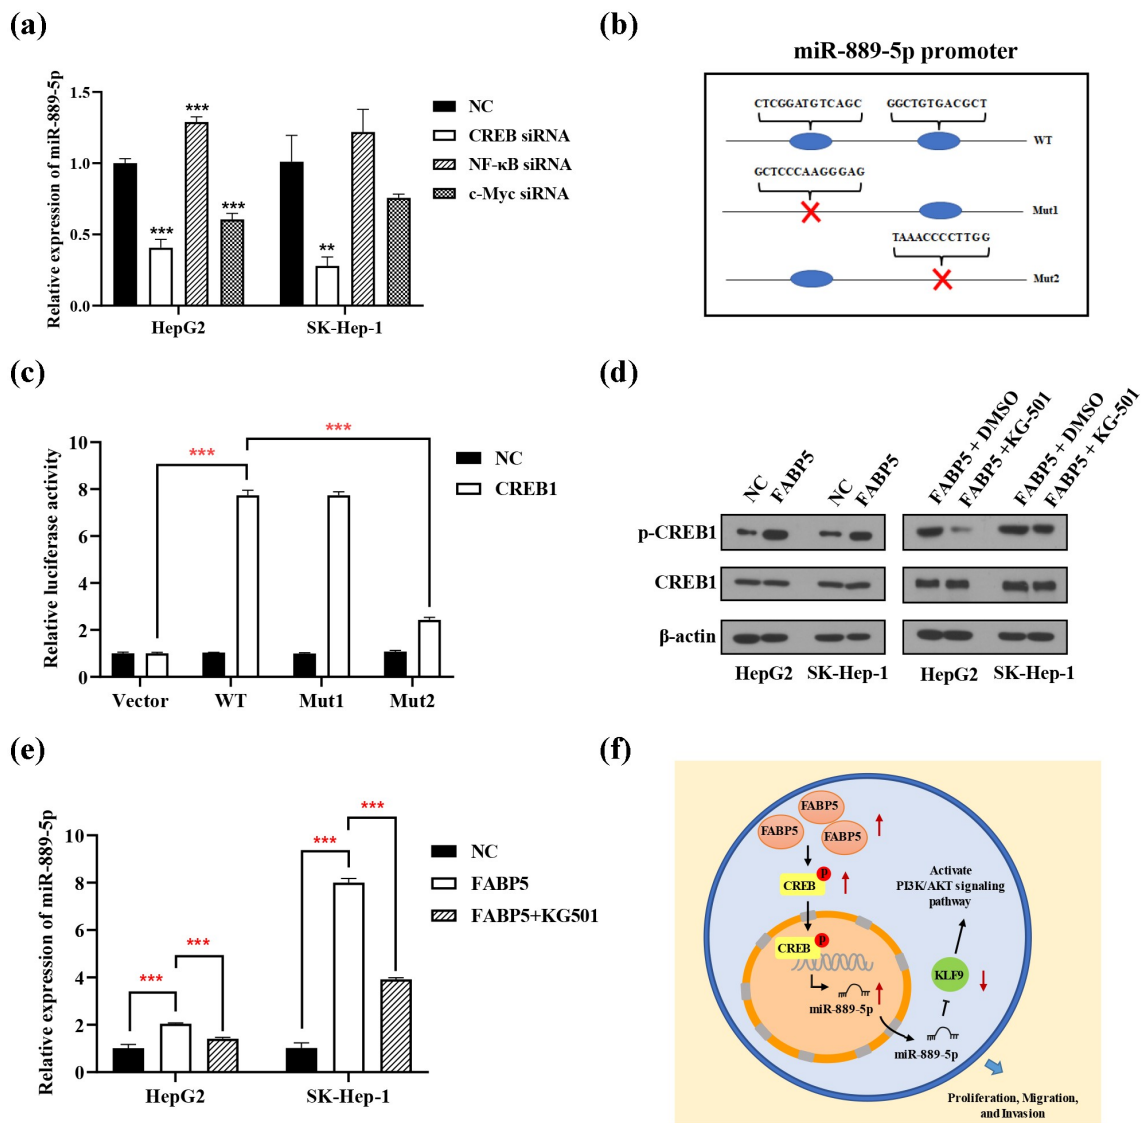 (a)
Relative expression of miR-889-5p
1.5
1.0
0.5
0.0
***
***
***
**
HepG2
SK-Hep-1
NC
CREB siRNA
NF-κB siRNA
c-Myc siRNA
(b)
miR-889-5p promoter
CTCGGATGTCAGC GGCTGTGACGCT
WT
GCTCCCAAGGGAG
Mut1
TAAACCCCTTGG
Mut2
(c)
Relative luciferase activity
10
8
6
4
2
0
***
***
Vector
WT
Mut1
Mut2
NC
CREB1
(d)
NC
FABP5
NC
FABP5
FABP5 + DMSO
FABP5 +KG-501
FABP5 + DMSO
FABP5 + KG-501
p-CREB1
CREB1
β-actin
HepG2 SK-Hep-1
HepG2 SK-Hep-1
(e)
Relative expression of miR-889-5p
10
8
6
4
2
0
***
***
***
***
HepG2
SK-Hep-1
NC
FABP5
FABP5+KG501
(f)
FABP5
FABP5
FABP5
CREB
P
CREB
P
miR-889-5p
miR-889-5p
KLF9
Activate
PI3K/AKT signaling
pathway
Proliferation, Migration,
and Invasion